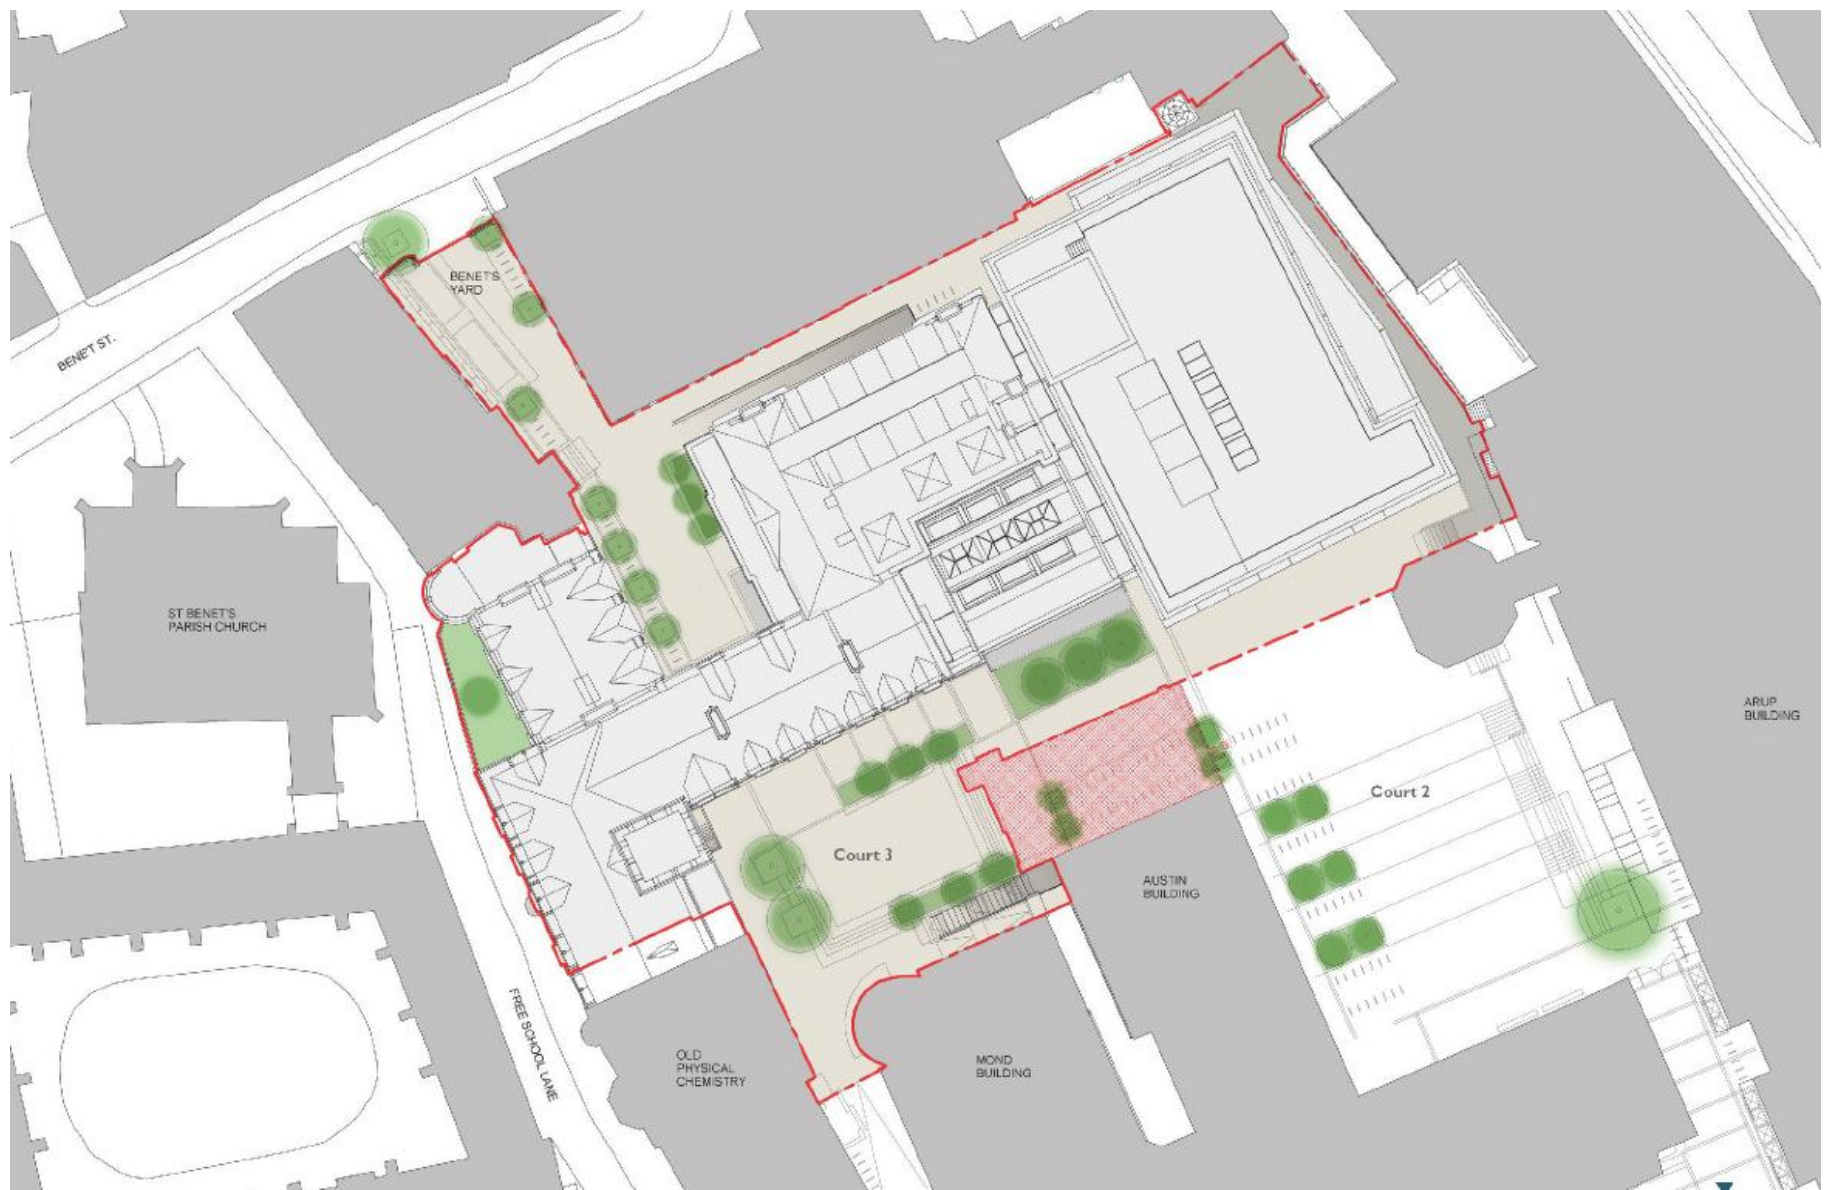 BENET'S
YARD
BENET ST.
ST BENET'S
PARISH CHURCH
ARUP
BUILDING
Court 2
Court 3
AUSTIN
BUILDING
FREE SCHOOL LANE
OLD
PHYSICAL
CHEMISTRY
MOND
BUILDING